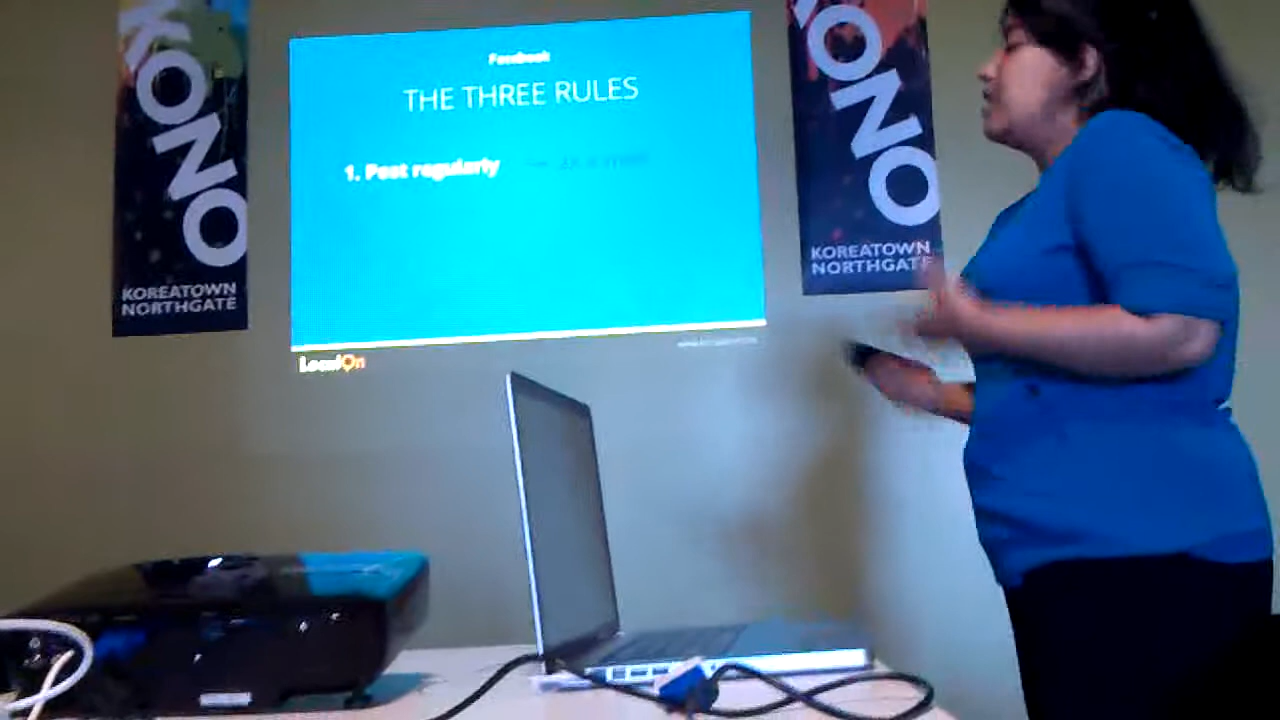 KONO
KOREATOWN
NORTHGATE
Facebook
THE THREE RULES
1. Post regularly
LocalOn
KONO
KOREATOWN
NORTHGATE